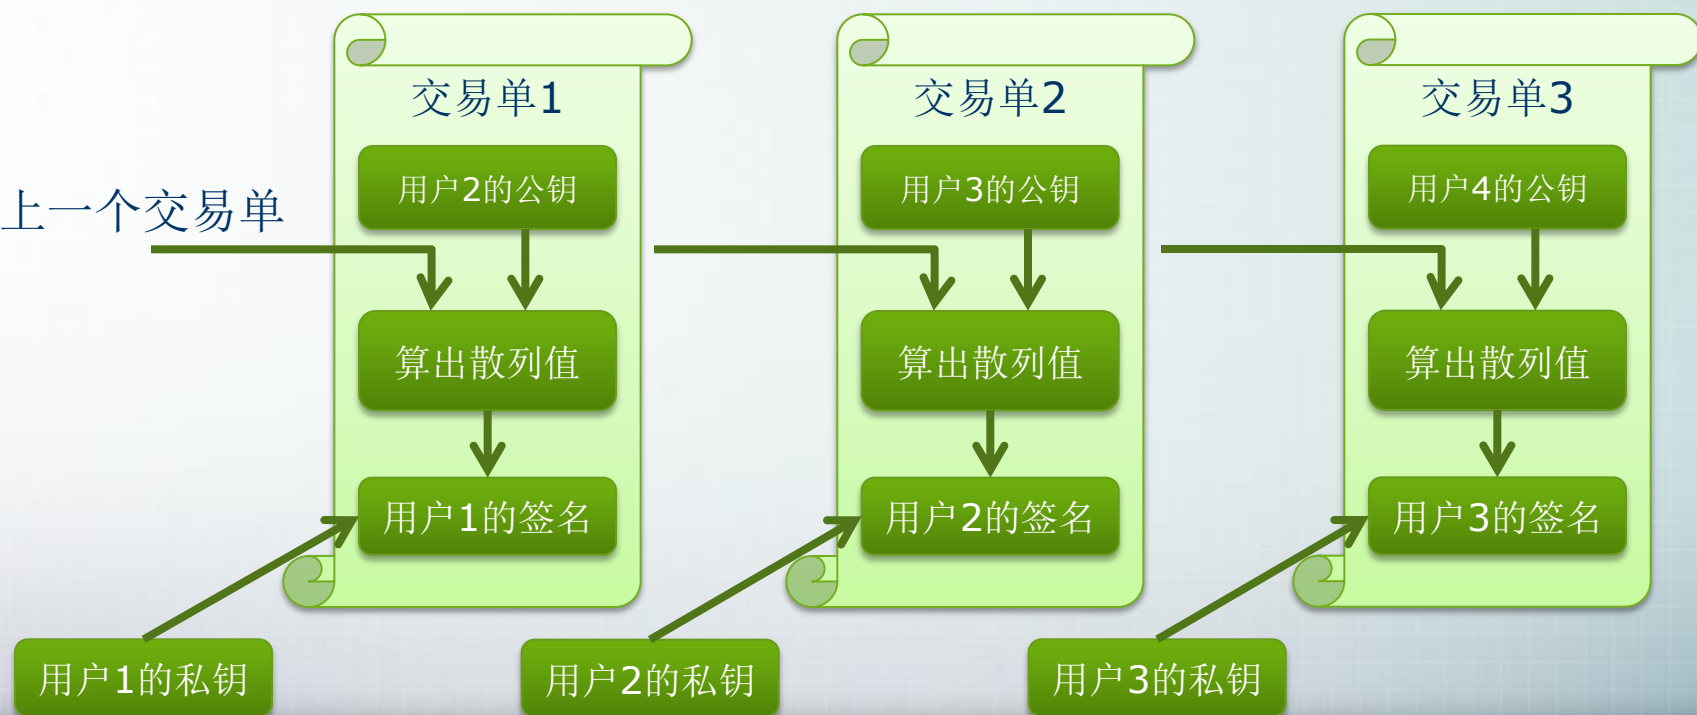 交易单1
交易单2
交易单3
用户2的公钥
用户3的公钥
用户4的公钥
上一个交易单
算出散列值
算出散列值
算出散列值
用户1的签名
用户2的签名
用户3的签名
用户1的私钥
用户2的私钥
用户3的私钥